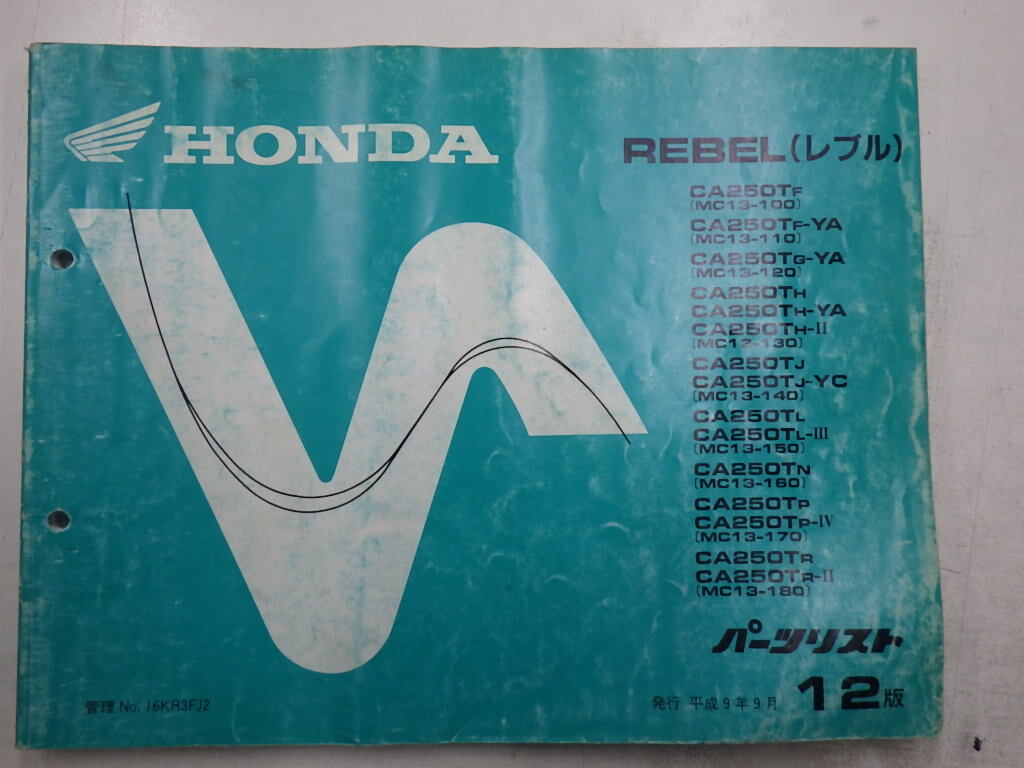 HONDA
REBEL(レブル)
CA250TF
(MC13-100)
CA250TF-YA
(MC13-110)
CA250TG-YA
(MC13-120)
CA250TH
CA250TH-YA
CA250TH-II
(MC13-130)
CA250TJ
CA250TJ-YC
(MC13-140)
CA250TL
CA250TL-III
(MC13-150)
CA250TN
(MC13-160)
CA250TP
CA250TP-IV
(MC13-170)
CA250TR
CA250TR-II
(MC13-180)
パーツリスト
管理 No. 16KR3FJ2
発行 平成9年9月 12版